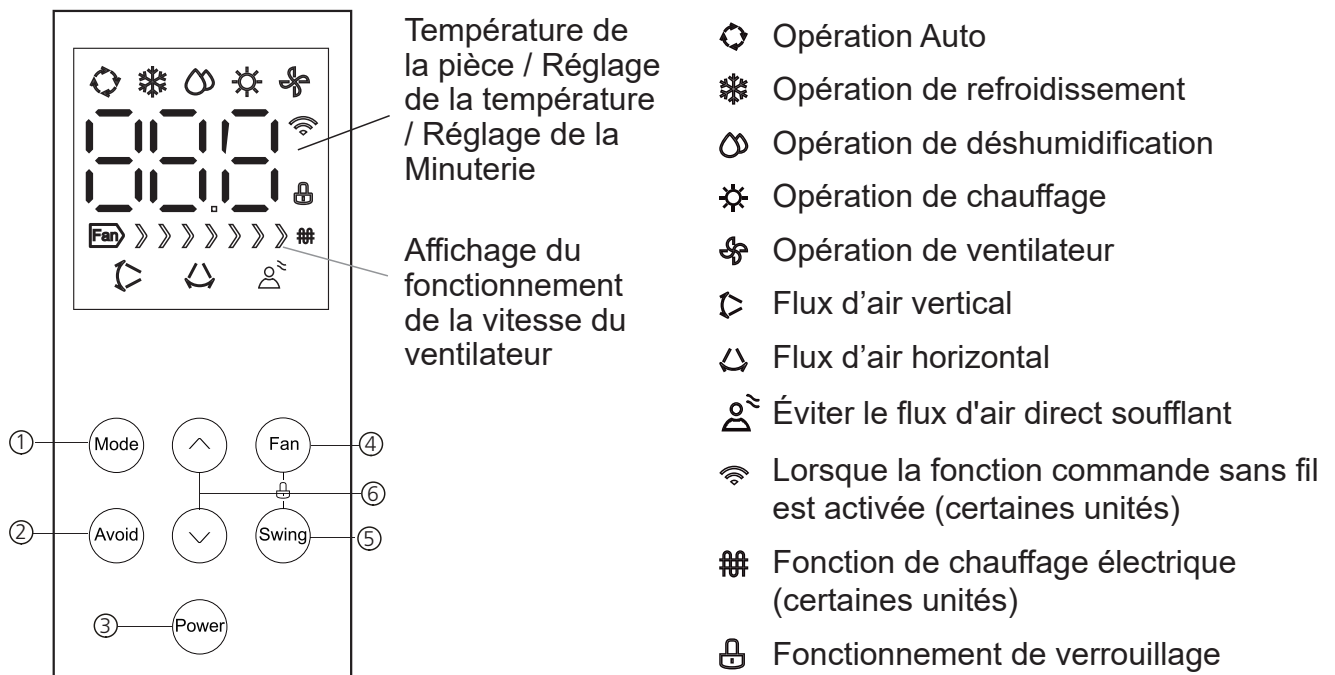 Fan
Température de
la pièce / Réglage
de la température
/ Réglage de la
Minuterie
Affichage du
fonctionnement
de la vitesse du
ventilateur
① Mode Fan ④
⑥
② Avoid Swing ⑤
③ Power
Opération Auto
Opération de refroidissement
Opération de déshumidification
Opération de chauffage
Opération de ventilateur
Flux d’air vertical
Flux d’air horizontal
Éviter le flux d'air direct soufflant
Lorsque la fonction commande sans fil
est activée (certaines unités)
Fonction de chauffage électrique
(certaines unités)
Fonctionnement de verrouillage